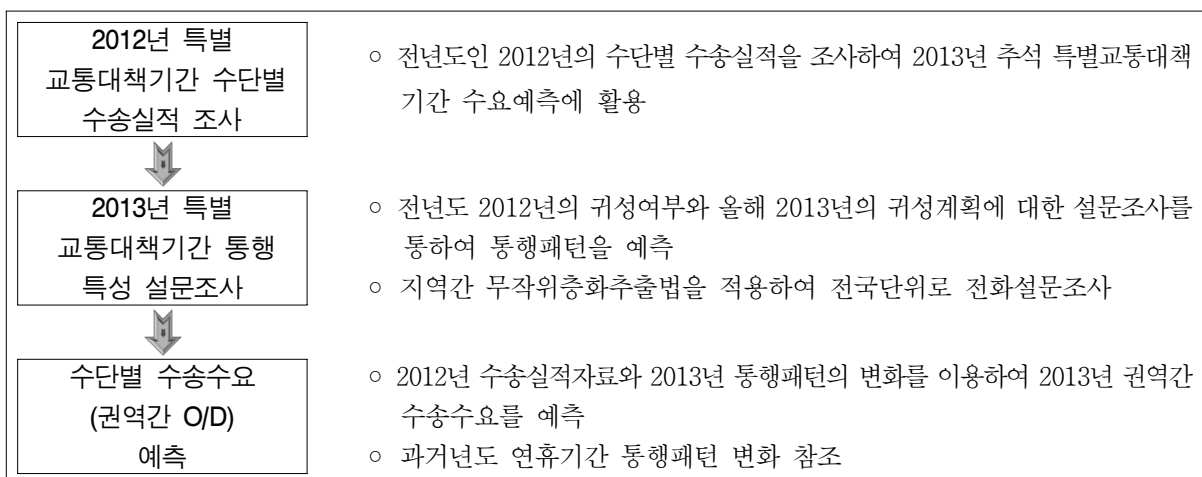 2012년 특별
교통대책기간 수단별
수송실적 조사
○ 전년도인 2012년의 수단별 수송실적을 조사하여 2013년 추석 특별교통대책
기간 수요예측에 활용
2013년 특별
교통대책기간 통행
특성 설문조사
○ 전년도 2012년의 귀성여부와 올해 2013년의 귀성계획에 대한 설문조사를
통하여 통행패턴을 예측
○ 지역간 무작위층화추출법을 적용하여 전국단위로 전화설문조사
수단별 수송수요
(권역간 O/D)
예측
○ 2012년 수송실적자료와 2013년 통행패턴의 변화를 이용하여 2013년 권역간
수송수요를 예측
○ 과거년도 연휴기간 통행패턴 변화 참조